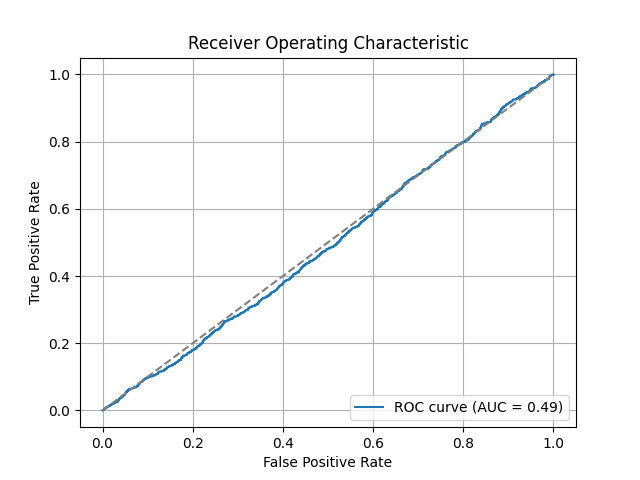 Receiver Operating Characteristic
True Positive Rate
1.0
0.8
0.6
0.4
0.2
0.0
ROC curve (AUC = 0.49)
0.0 0.2 0.4 0.6 0.8 1.0
False Positive Rate